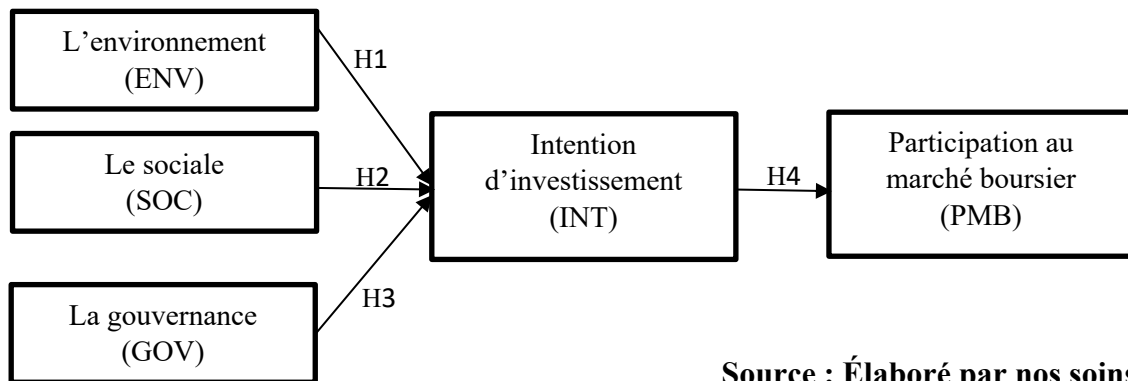 L’environnement
(ENV)
H1
Le sociale
(SOC)
H2
La gouvernance
(GOV)
H3
Intention
d’investissement
(INT)
H4
Participation au
marché boursier
(PMB)
Source : Élaboré par nos soins